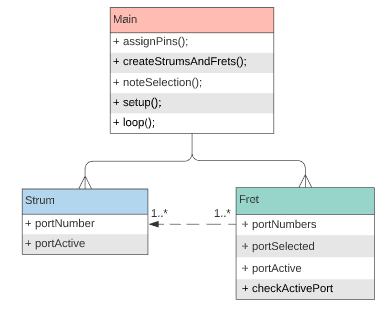 Main
+ assignPins();
+ createStrumsAndFrets();
+ noteSelection();
+ setup();
+ loop();
Strum
+ portNumber
+ portActive
1..*
1..*
Fret
+ portNumbers
+ portSelected
+ portActive
+ checkActivePort